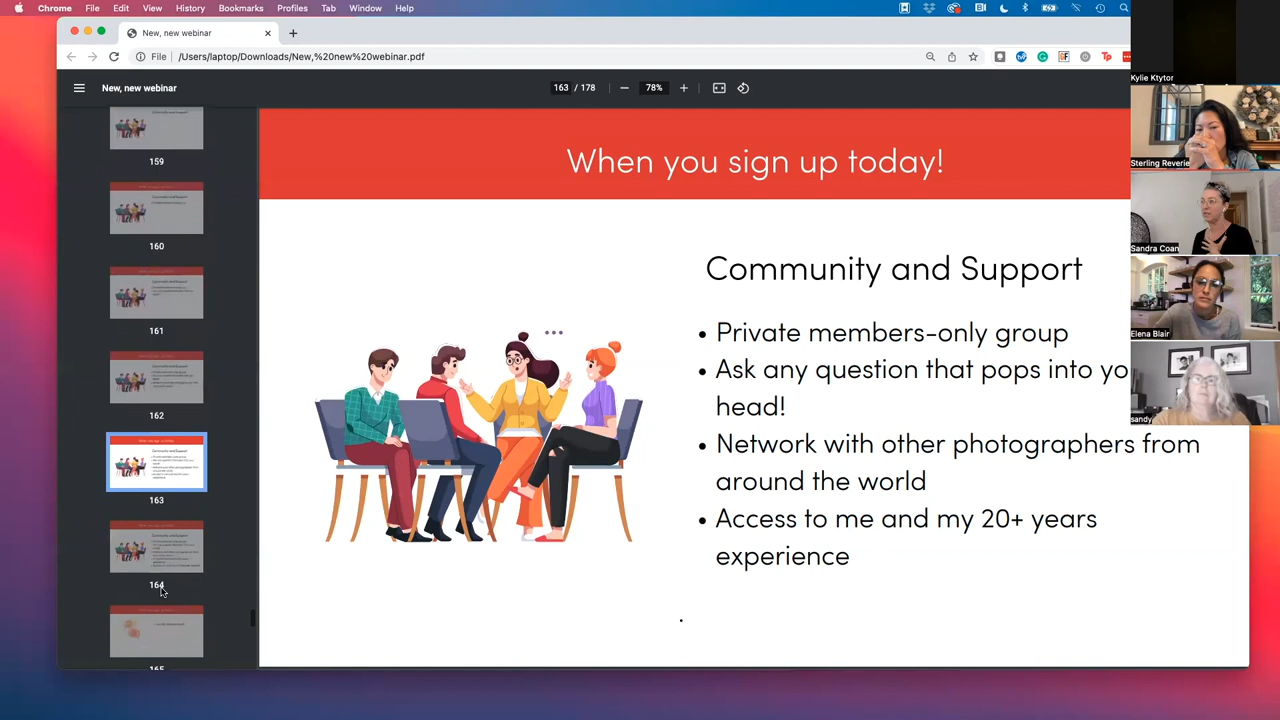 Chrome File Edit View History Bookmarks Profiles Tab Window Help
New, new webinar
File /Users/laptop/Downloads/New,%20new%20webinar.pdf
New, new webinar
163 / 178
78%
159
160
161
162
163
164
165
When you sign up today!
Community and Support
• Private members-only group
• Ask any question that pops into yo
head!
• Network with other photographers from
around the world
• Access to me and my 20+ years
experience
Kylie Ktytor
Sterling Reverie
Sandra Coan
Elena Blair
sandy